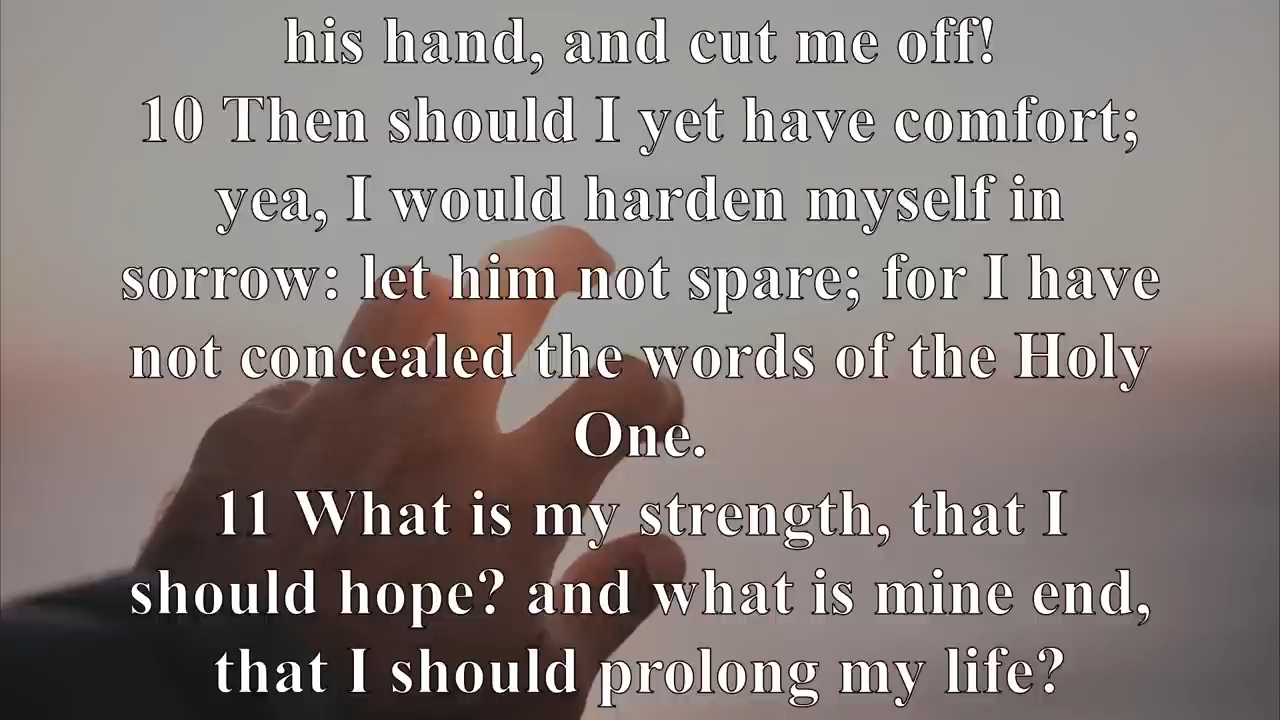 his hand, and cut me off!
10 Then should I yet have comfort;
yea, I would harden myself in
sorrow: let him not spare; for I have
not concealed the words of the Holy
One.
11 What is my strength, that I
should hope? and what is mine end,
that I should prolong my life?